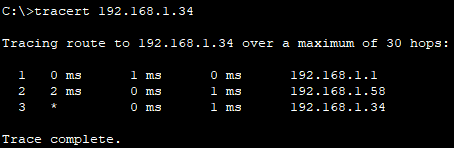 C:\>tracert 192.168.1.34
Tracing route to 192.168.1.34 over a maximum of 30 hops:
1 0 ms 1 ms 0 ms 192.168.1.1
2 2 ms 0 ms 1 ms 192.168.1.58
3 * 0 ms 1 ms 192.168.1.34
Trace complete.